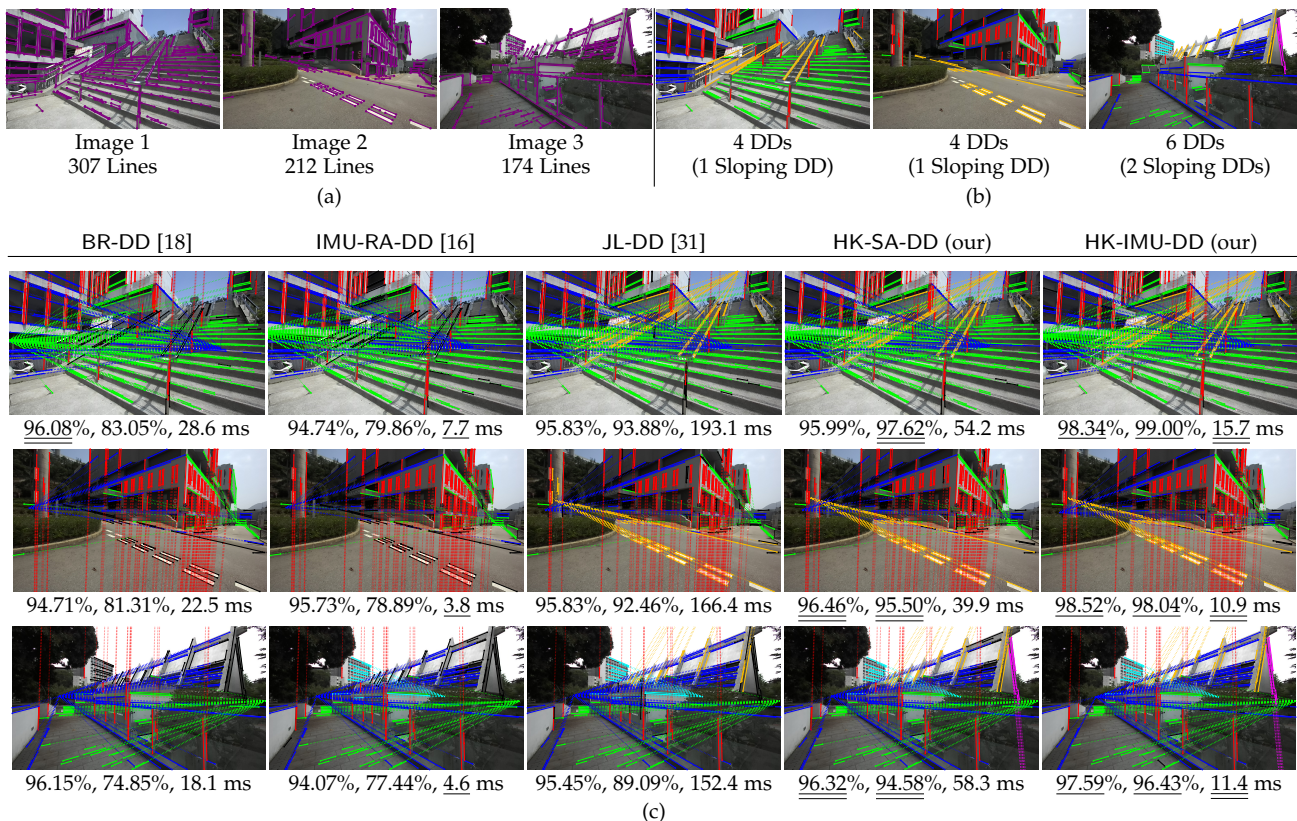 Image 1
307 Lines
Image 2
212 Lines
Image 3
174 Lines
(a)
4 DDs
(1 Sloping DD)
4 DDs
(1 Sloping DD)
6 DDs
(2 Sloping DDs)
(b)
BR-DD [18] IMU-RA-DD [16] JL-DD [31] HK-SA-DD (our) HK-IMU-DD (our)
96.08%, 83.05%, 28.6 ms 94.74%, 79.86%, 7.7 ms 95.83%, 93.88%, 193.1 ms 95.99%, 97.62%, 54.2 ms 98.34%, 99.00%, 15.7 ms
94.71%, 81.31%, 22.5 ms 95.73%, 78.89%, 3.8 ms 95.83%, 92.46%, 166.4 ms 96.46%, 95.50%, 39.9 ms 98.52%, 98.04%, 10.9 ms
96.15%, 74.85%, 18.1 ms 94.07%, 77.44%, 4.6 ms 95.45%, 89.09%, 152.4 ms 96.32%, 94.58%, 58.3 ms 97.59%, 96.43%, 11.4 ms
(c)